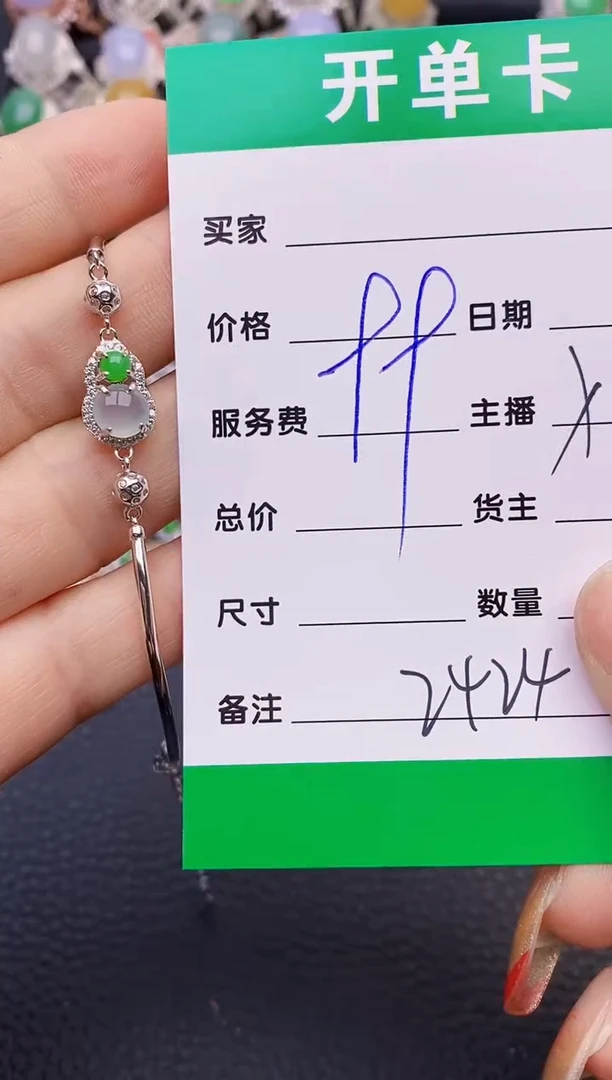 开单卡
买家
价格 日期
服务费 主播
总价 货主
尺寸 数量
备注 2424